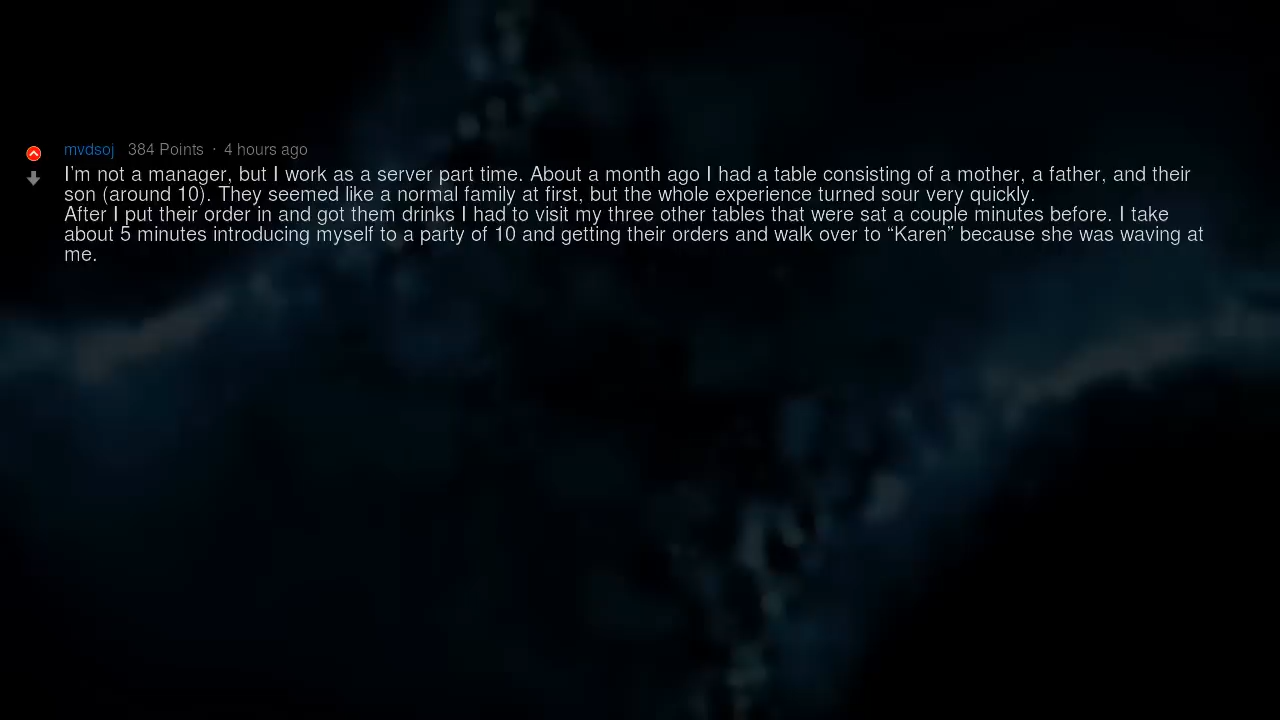 mvdsoj 384 Points · 4 hours ago
I'm not a manager, but I work as a server part time. About a month ago I had a table consisting of a mother, a father, and their
son (around 10). They seemed like a normal family at first, but the whole experience turned sour very quickly.
After I put their order in and got them drinks I had to visit my three other tables that were sat a couple minutes before. I take
about 5 minutes introducing myself to a party of 10 and getting their orders and walk over to “Karen” because she was waving at
me.